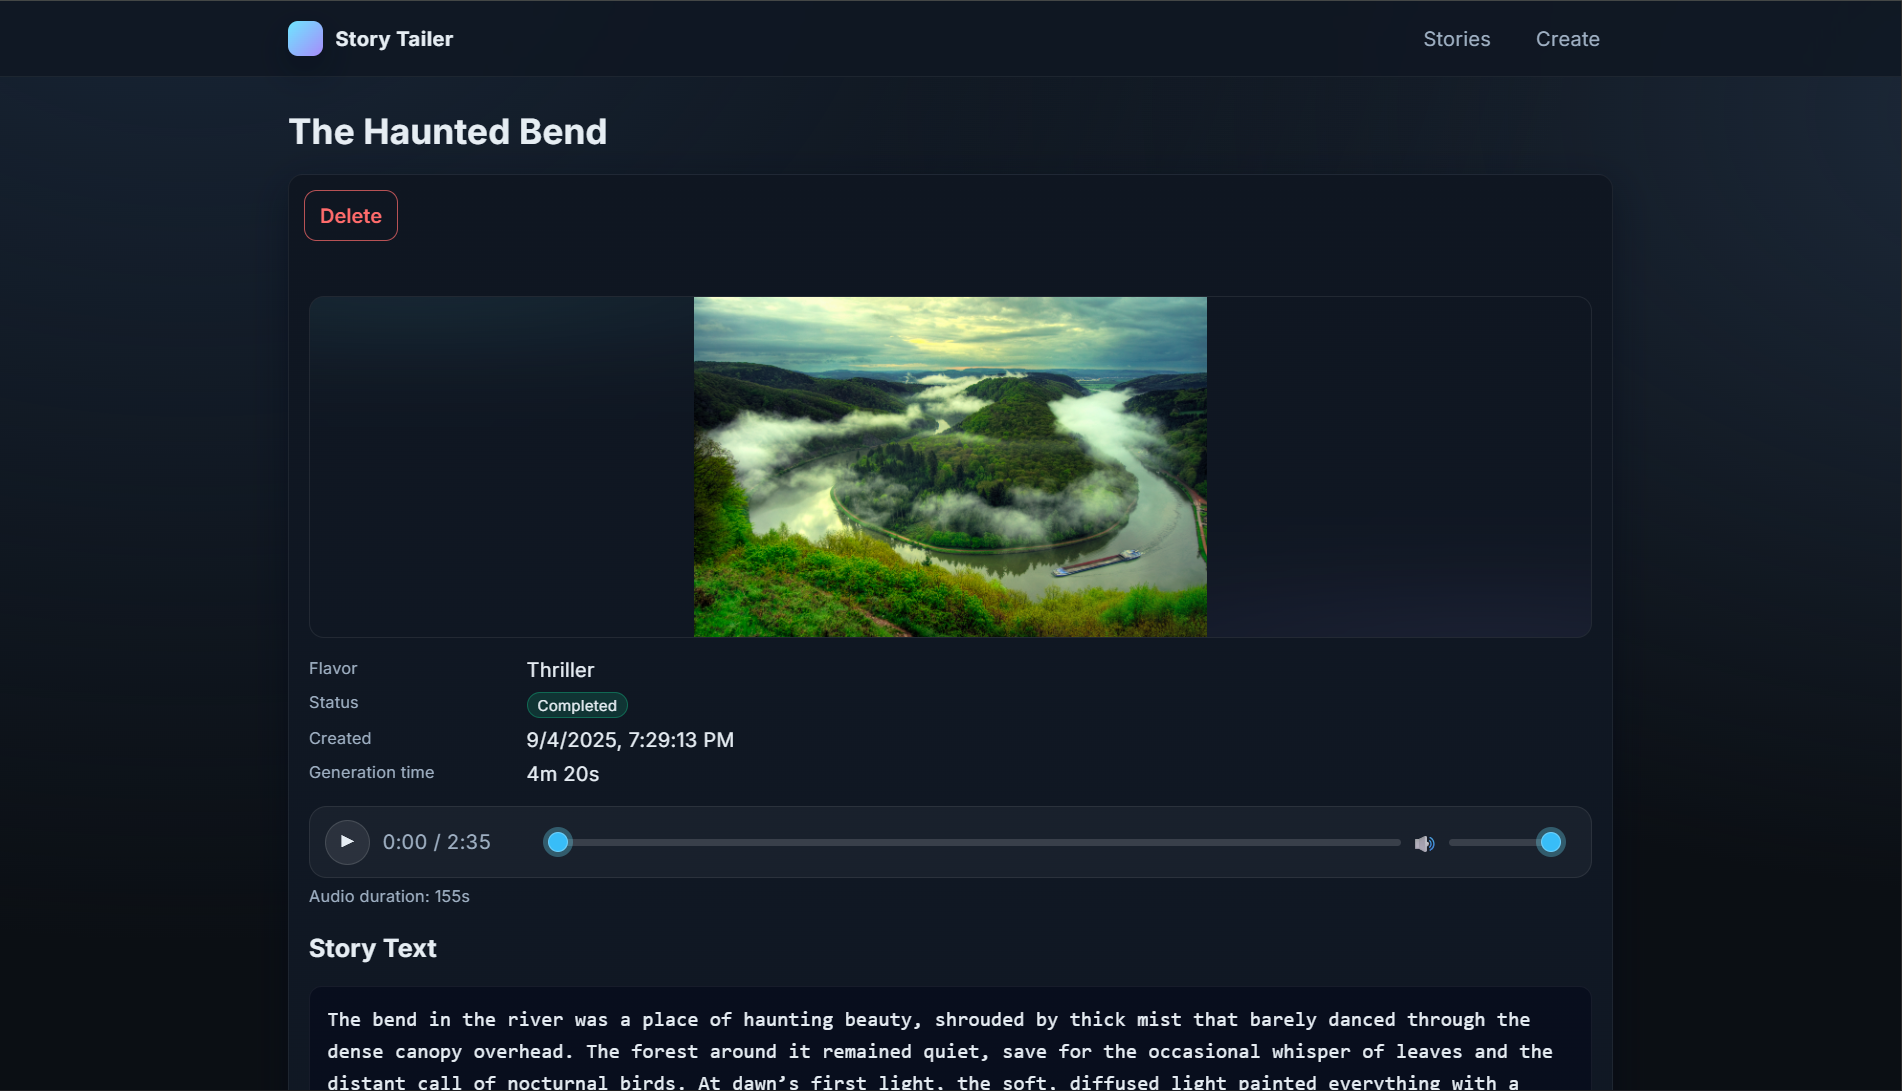 Story Tailer
Stories
Create
The Haunted Bend
Delete
Flavor
Thriller
Status
Completed
Created
9/4/2025, 7:29:13 PM
Generation time
4m 20s
0:00 / 2:35
Audio duration: 155s
Story Text
The bend in the river was a place of haunting beauty, shrouded by thick mist that barely danced through the
dense canopy overhead. The forest around it remained quiet, save for the occasional whisper of leaves and the
distant call of nocturnal birds. At dawn’s first light, the soft, diffused light painted everything with a